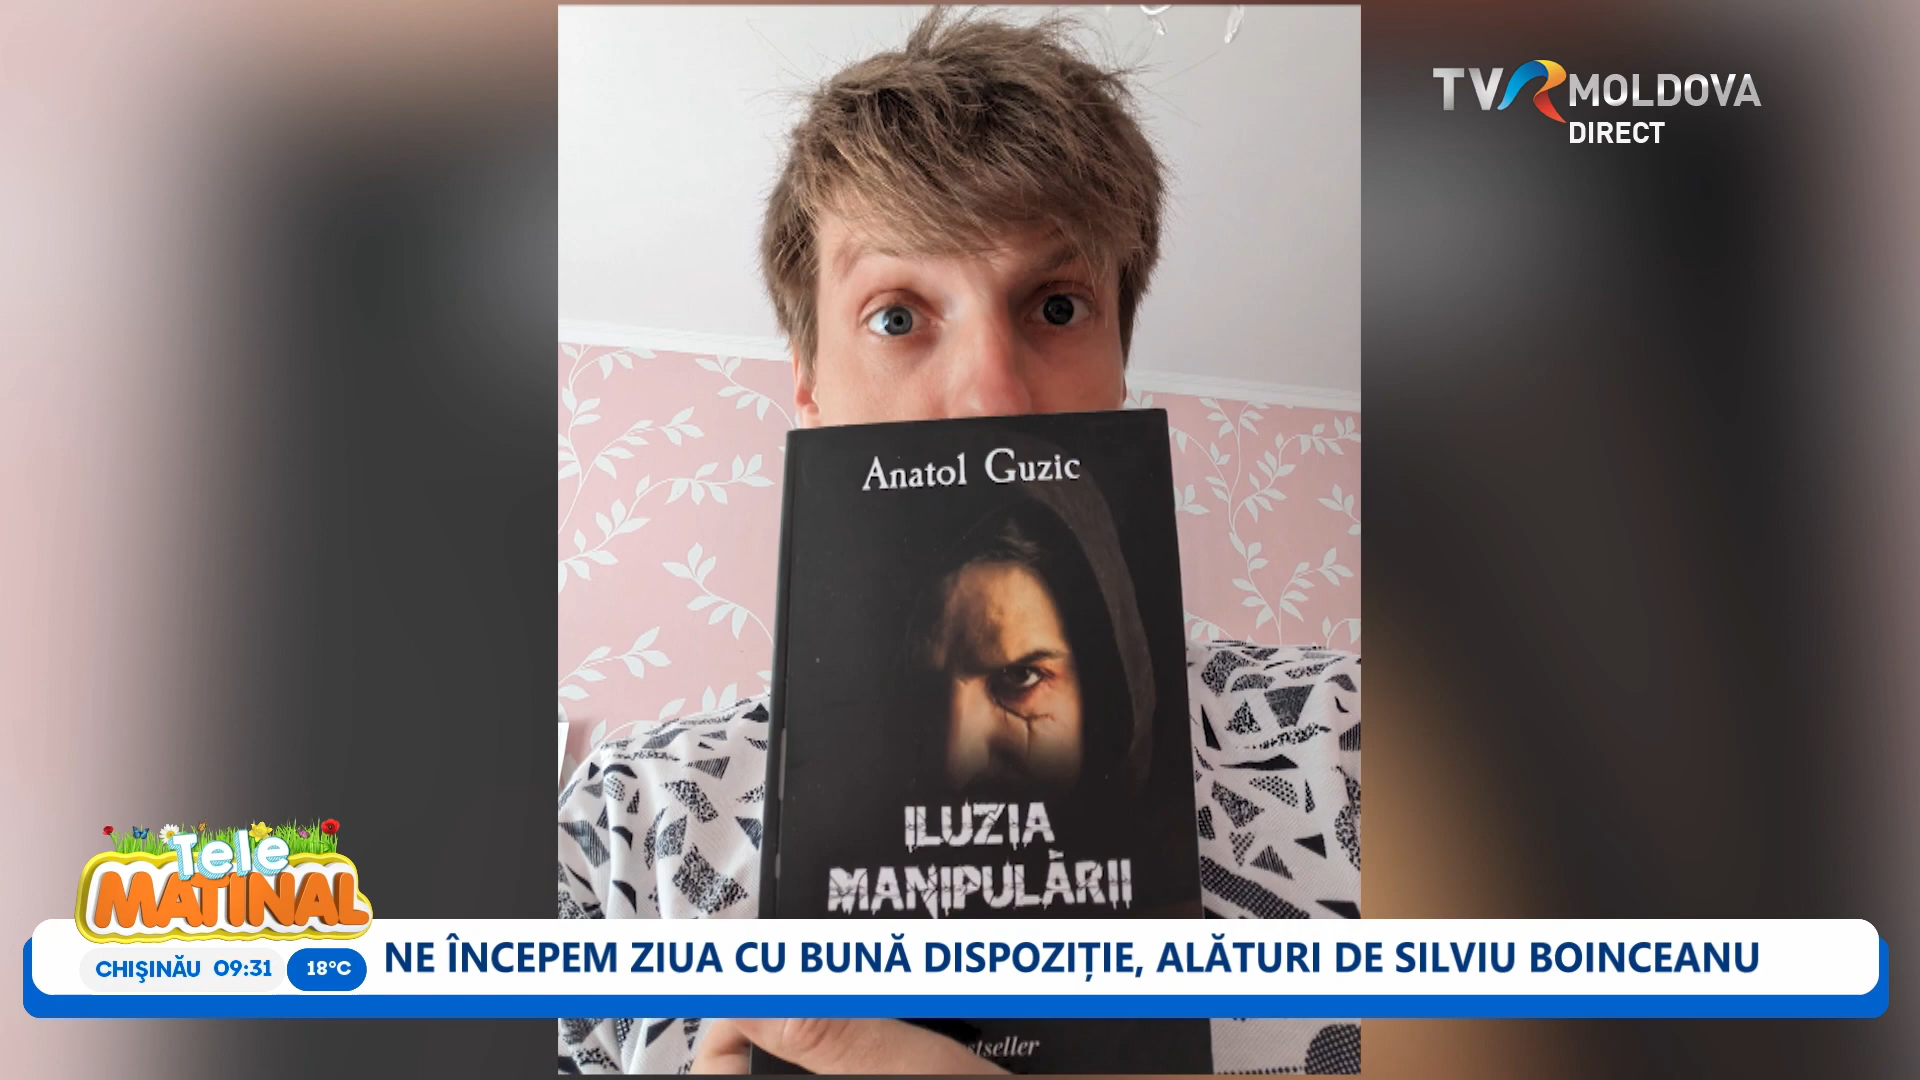 TVR MOLDOVA
DIRECT
Anatol Guzic
ILUZIA
MANIPULĂRII
Tele
MATINAL
NE ÎNCEPEM ZIUA CU BUNĂ DISPOZIȚIE, ALĂTURI DE SILVIU BOINCEANU
CHIȘINĂU 09:31 18°C